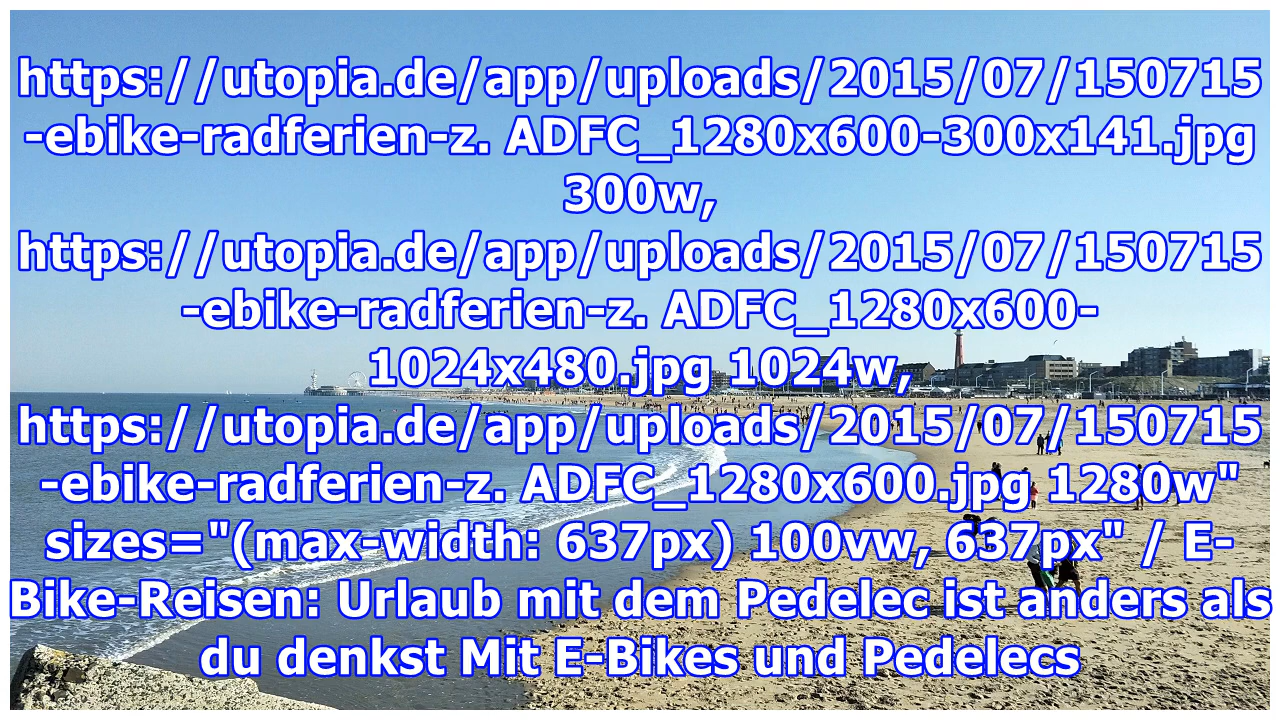 https://utopia.de/app/uploads/2015/07/150715
-ebike-radferien-z. ADFC_1280x600-300x141.jpg
300w,
https://utopia.de/app/uploads/2015/07/150715
-ebike-radferien-z. ADFC_1280x600-
1024x480.jpg 1024w,
https://utopia.de/app/uploads/2015/07/150715
-ebike-radferien-z. ADFC_1280x600.jpg 1280w"
sizes="(max-width: 637px) 100vw, 637px" / E-
Bike-Reisen: Urlaub mit dem Pedelec ist anders als
du denkst Mit E-Bikes und Pedelecs